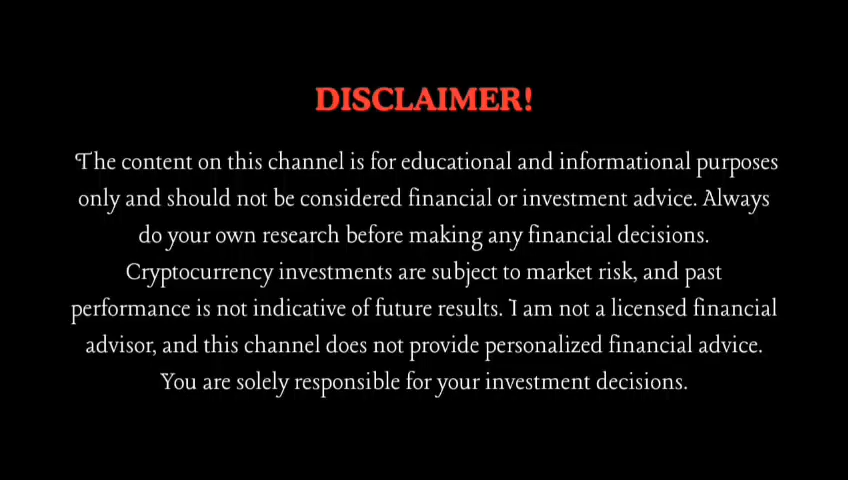 DISCLAIMER!
The content on this channel is for educational and informational purposes
only and should not be considered financial or investment advice. Always
do your own research before making any financial decisions.
Cryptocurrency investments are subject to market risk, and past
performance is not indicative of future results. I am not a licensed financial
advisor, and this channel does not provide personalized financial advice.
You are solely responsible for your investment decisions.